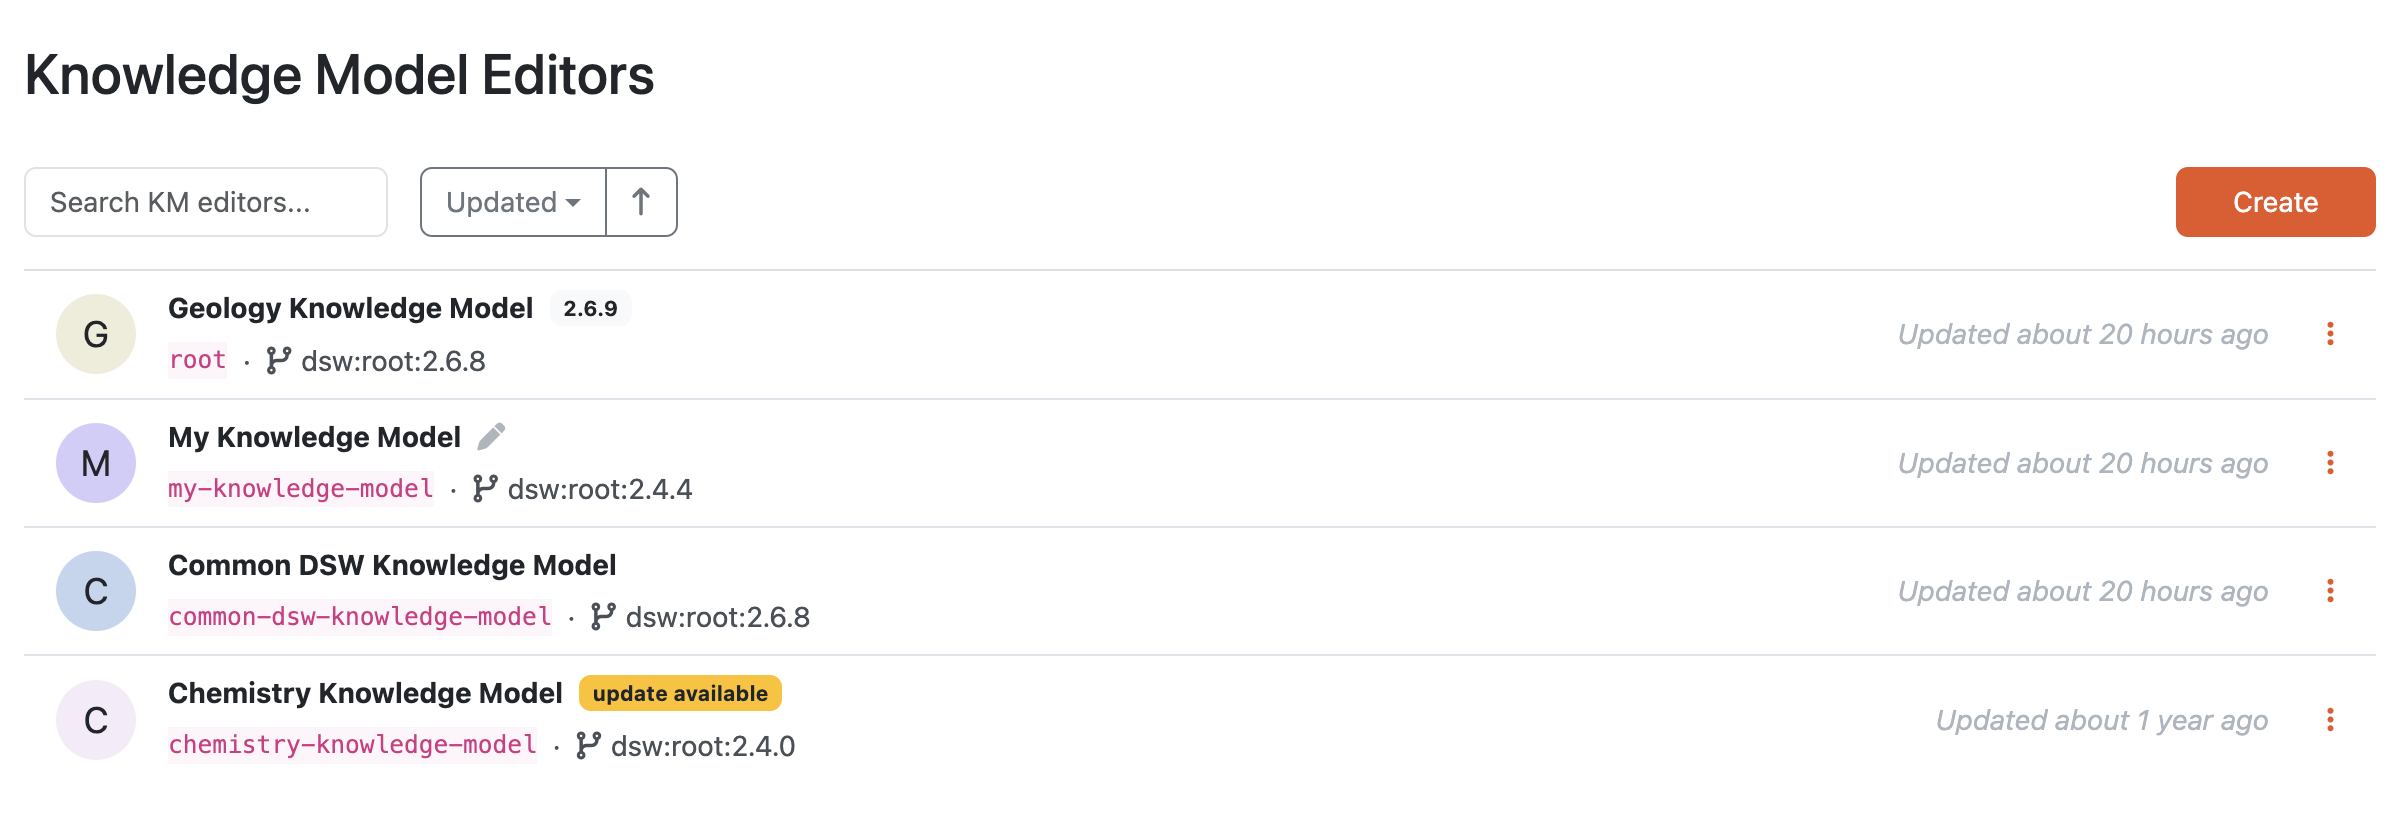 Knowledge Model Editors
Search KM editors...
Updated
Create
G
Geology Knowledge Model 2.6.9
root · dsw:root:2.6.8
Updated about 20 hours ago
M
My Knowledge Model
my-knowledge-model · dsw:root:2.4.4
Updated about 20 hours ago
C
Common DSW Knowledge Model
common-dsw-knowledge-model · dsw:root:2.6.8
Updated about 20 hours ago
C
Chemistry Knowledge Model update available
chemistry-knowledge-model · dsw:root:2.4.0
Updated about 1 year ago